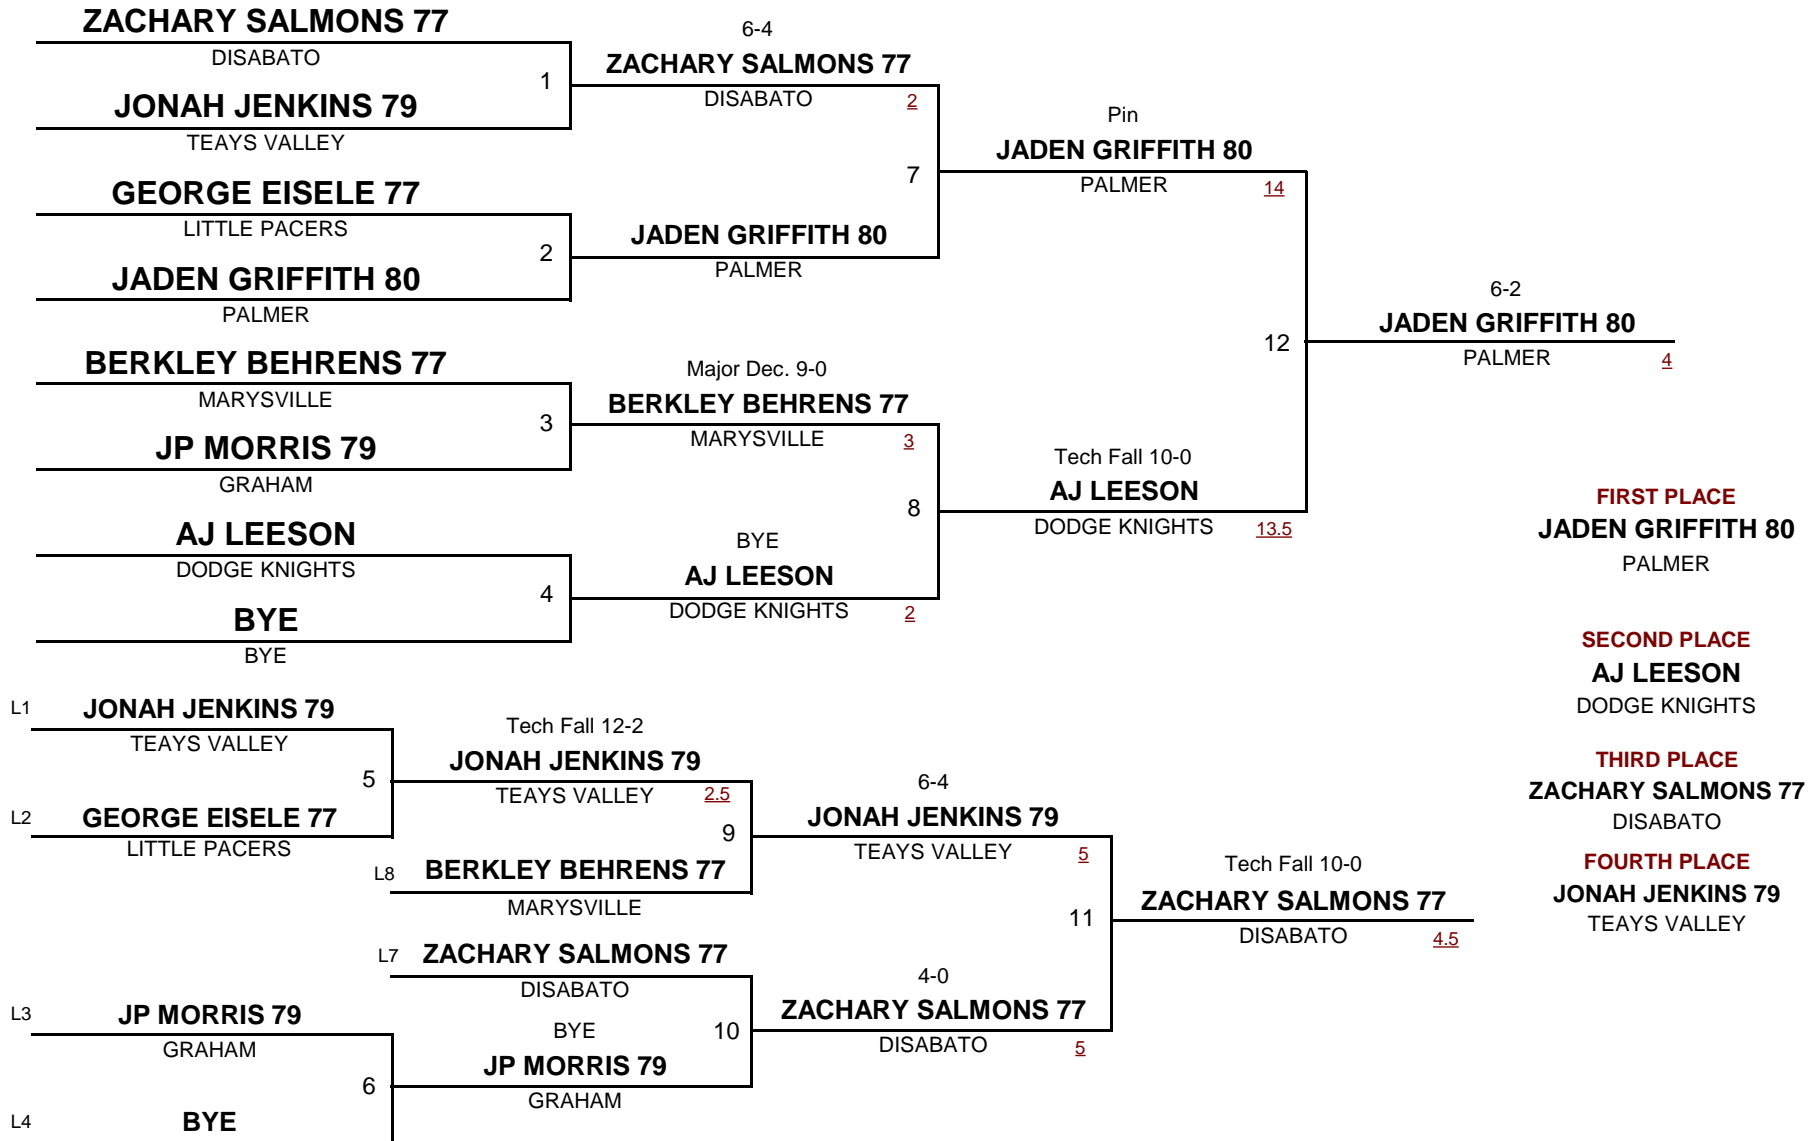 ZACHARY SALMONS 77
DISABATO
1
JONAH JENKINS 79
TEAYS VALLEY
GEORGE EISELE 77
LITTLE PACERS
2
JADEN GRIFFITH 80
PALMER
BERKLEY BEHRENS 77
MARYSVILLE
3
JP MORRIS 79
GRAHAM
AJ LEESON
DODGE KNIGHTS
4
BYE
BYE
6-4
ZACHARY SALMONS 77
DISABATO 2
7
JADEN GRIFFITH 80
PALMER
Major Dec. 9-0
BERKLEY BEHRENS 77
MARYSVILLE 3
8
BYE
AJ LEESON
DODGE KNIGHTS 2
Pin
JADEN GRIFFITH 80
PALMER 14
12
Tech Fall 10-0
AJ LEESON
DODGE KNIGHTS 13.5
6-2
JADEN GRIFFITH 80
PALMER 4
FIRST PLACE
JADEN GRIFFITH 80
PALMER
SECOND PLACE
AJ LEESON
DODGE KNIGHTS
THIRD PLACE
ZACHARY SALMONS 77
DISABATO
FOURTH PLACE
JONAH JENKINS 79
TEAYS VALLEY
L1 JONAH JENKINS 79
TEAYS VALLEY
5
L2 GEORGE EISELE 77
LITTLE PACERS
Tech Fall 12-2
JONAH JENKINS 79
TEAYS VALLEY 2.5
9
L8 BERKLEY BEHRENS 77
MARYSVILLE
L7 ZACHARY SALMONS 77
DISABATO
10
BYE
JP MORRIS 79
GRAHAM
L3 JP MORRIS 79
GRAHAM
6
L4 BYE
6-4
JONAH JENKINS 79
TEAYS VALLEY 5
11
4-0
ZACHARY SALMONS 77
DISABATO 5
Tech Fall 10-0
ZACHARY SALMONS 77
DISABATO 4.5